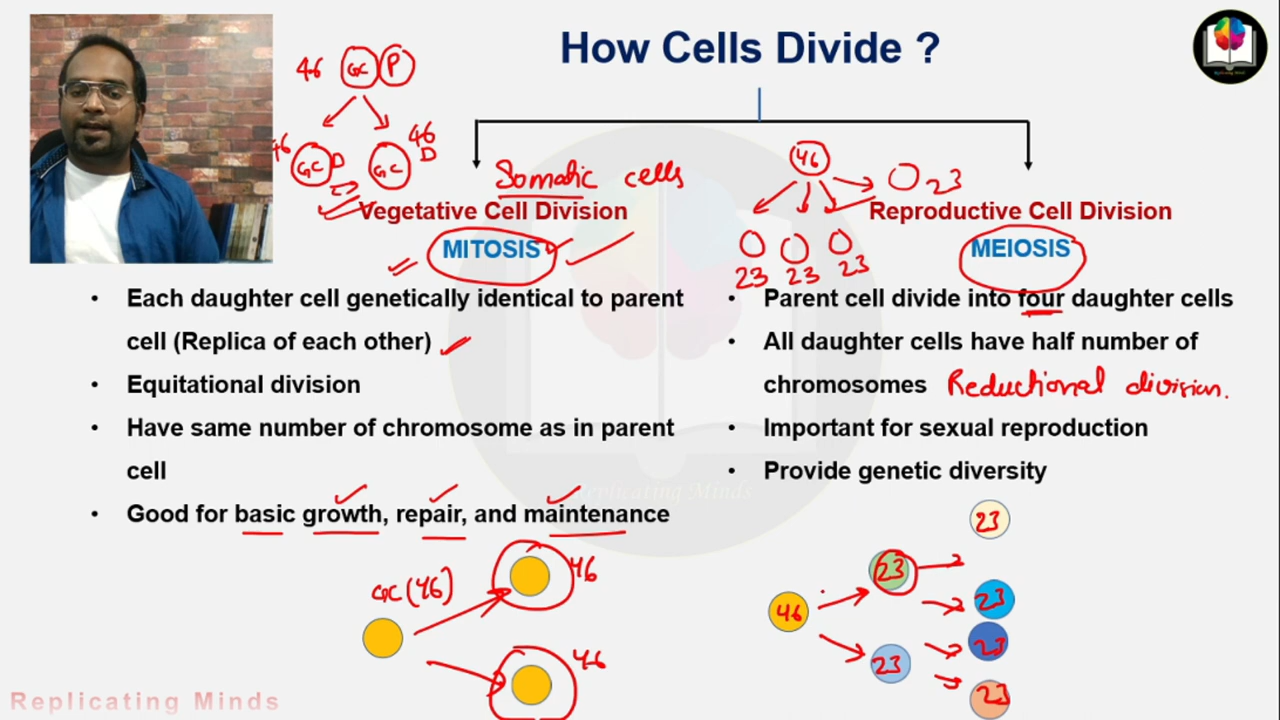 How Cells Divide ?
46 GC P
46 GC D GC 46 D
Somatic cells
46
23
Vegetative Cell Division
MITOSIS
23 23 23
Reproductive Cell Division
MEIOSIS
Each daughter cell genetically identical to parent
cell (Replica of each other)
Equitational division
Have same number of chromosome as in parent
cell
Good for basic growth, repair, and maintenance
GC (46)
46
46
Parent cell divide into four daughter cells
All daughter cells have half number of
chromosomes Reductional division.
Important for sexual reproduction
Provide genetic diversity
46
23
23
23
23
23
23
Replicating Minds
Replicating Minds